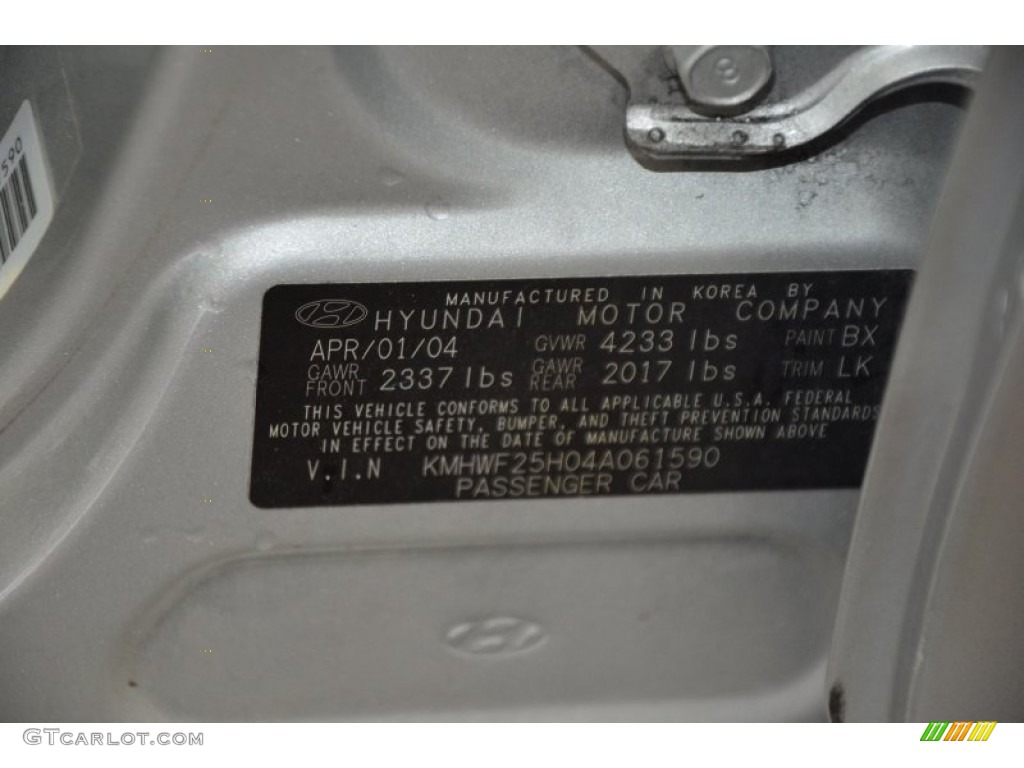 590
8
MANUFACTURED IN KOREA BY
HYUNDAI MOTOR COMPANY
APR/01/04 GVWR 4233 lbs PAINT BX
GAWR FRONT 2337 lbs GAWR REAR 2017 lbs TRIM LK
THIS VEHICLE CONFORMS TO ALL APPLICABLE U.S.A. FEDERAL
MOTOR VEHICLE SAFETY, BUMPER, AND THEFT PREVENTION STANDARDS
IN EFFECT ON THE DATE OF MANUFACTURE SHOWN ABOVE
V.I.N KMHWF25H04A061590
PASSENGER CAR
GTCARLOT.COM